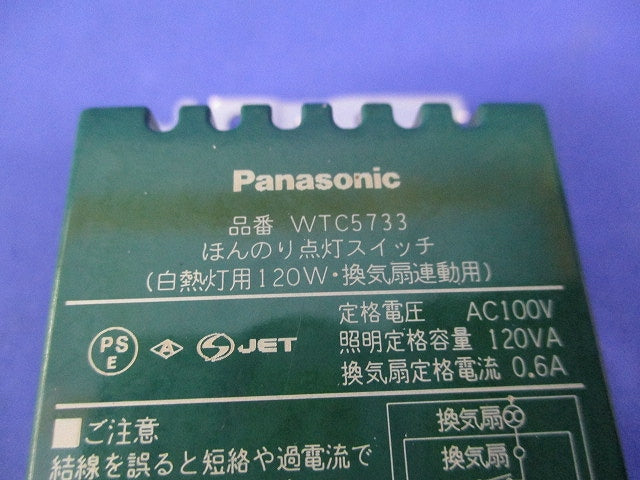 Panasonic
品番 WTC5733
ほんのり点灯スイッチ
(白熱灯用120W・換気扇連動用)
PS
E
A
JET
定格電圧 AC100V
照明定格容量 120VA
換気扇定格電流 0.6A
■ご注意
結線を誤ると短絡や過電流で
換気扇
換気扇